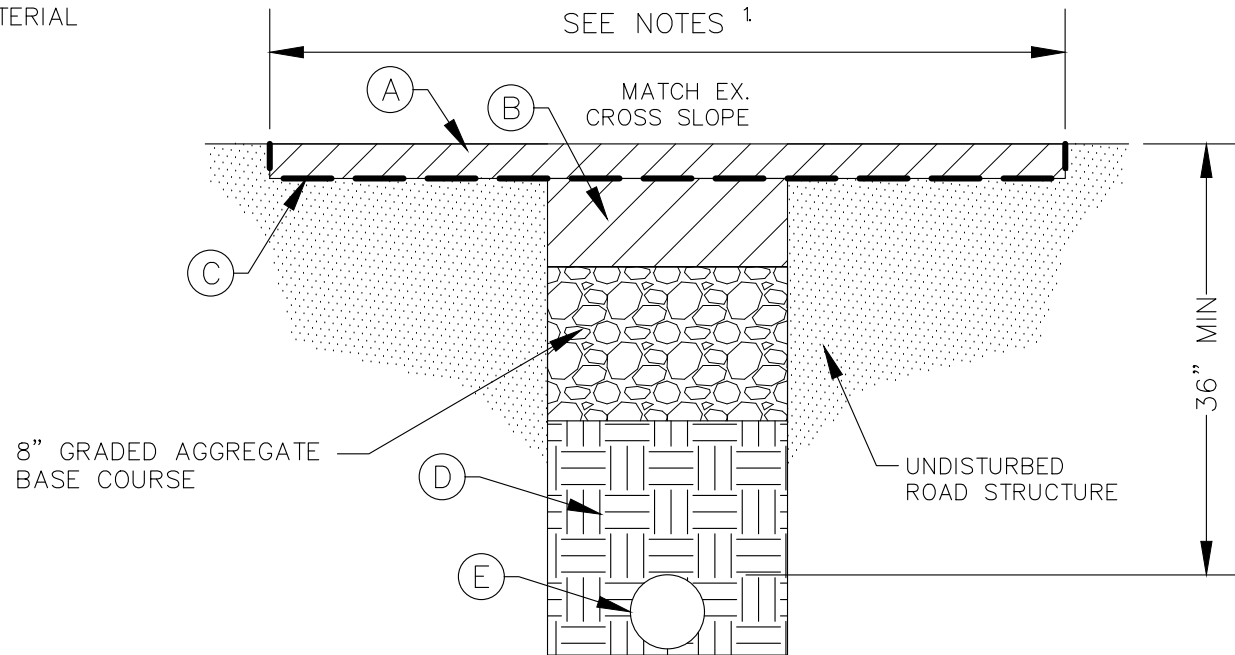 TERIAL
SEE NOTES 1.
MATCH EX.
CROSS SLOPE
A
B
C
36" MIN
8" GRADED AGGREGATE
BASE COURSE
D
UNDISTURBED
ROAD STRUCTURE
E